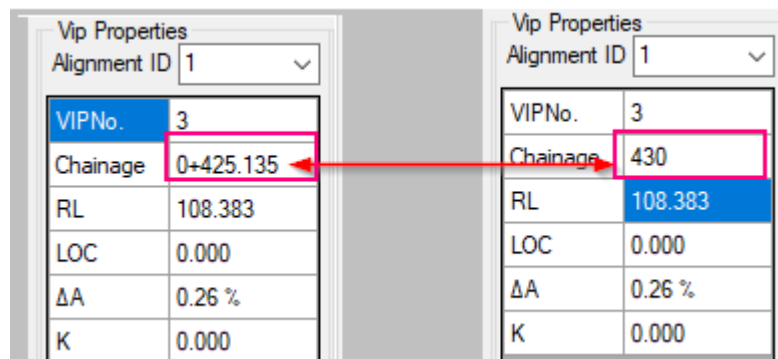 Vip Properties
Alignment ID 1
VIPNo. 3
Chainage 0+425.135
RL 108.383
LOC 0.000
ΔA 0.26 %
K 0.000
Vip Properties
Alignment ID 1
VIPNo. 3
Chainage 430
RL 108.383
LOC 0.000
ΔA 0.26 %
K 0.000